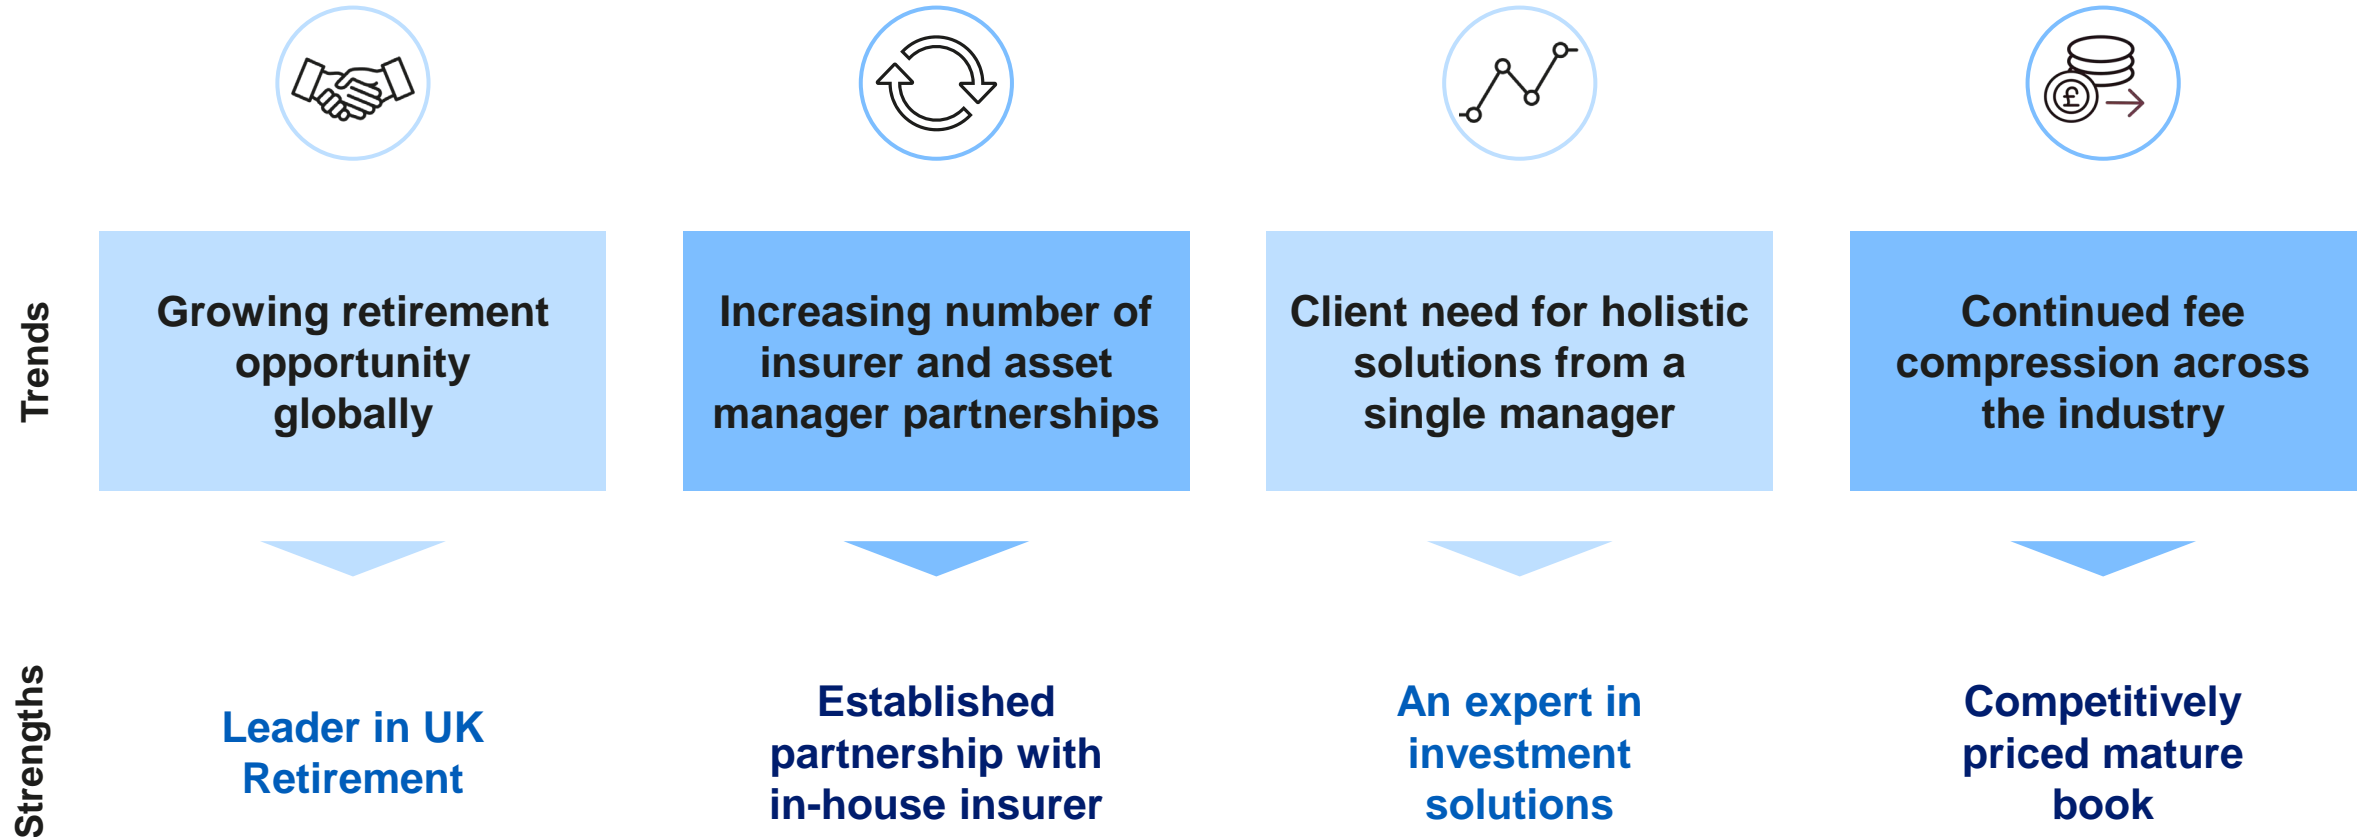 £
Trends
Growing retirement
opportunity
globally
Increasing number of
insurer and asset
manager partnerships
Client need for holistic
solutions from a
single manager
Continued fee
compression across
the industry
Strengths
Leader in UK
Retirement
Established
partnership with
in-house insurer
An expert in
investment
solutions
Competitively
priced mature
book